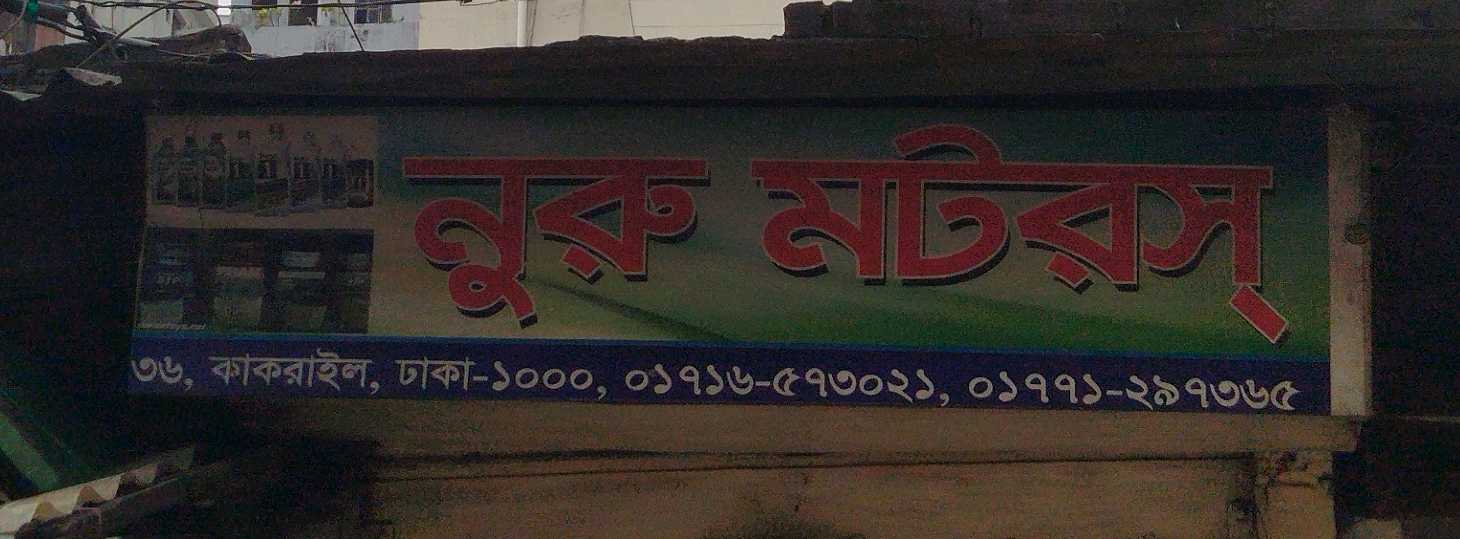 নুরু মটরস্
৩৬, কাকরাইল, ঢাকা-১০০০, ০১৭১৬-৫৭৩০২১, ০১৭৭১-২৯৭৩৬৫